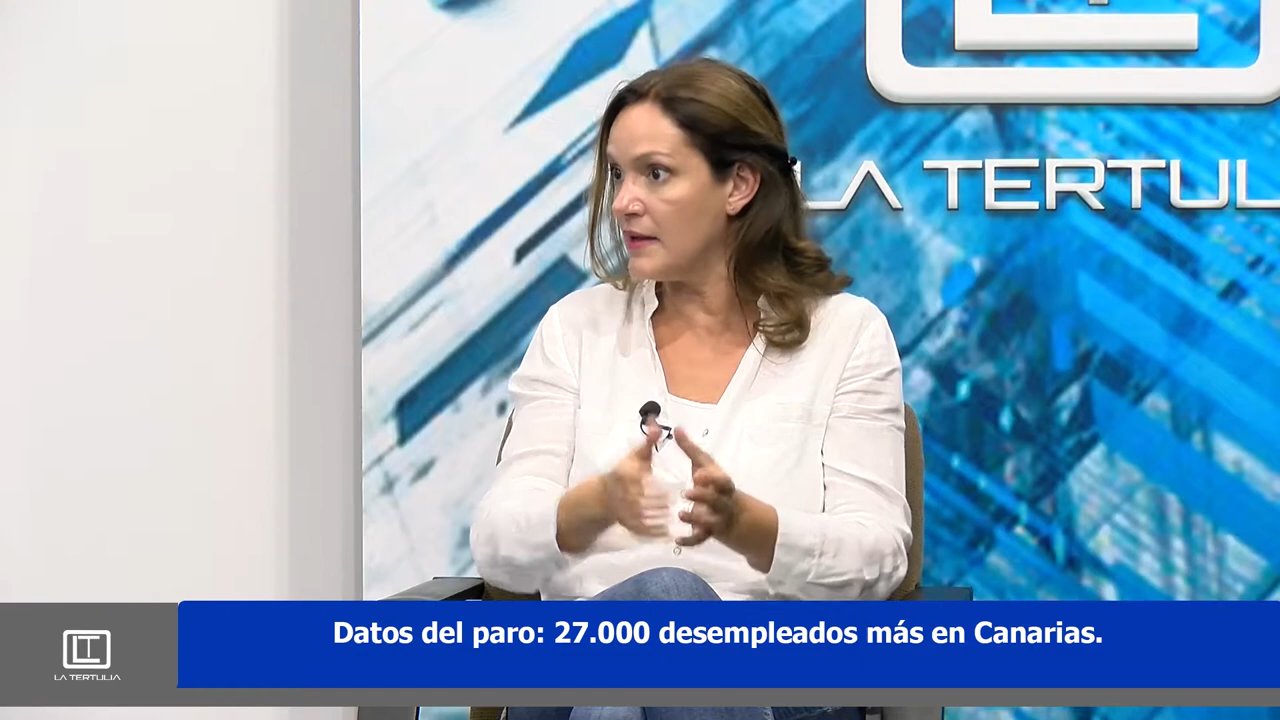 LA TERTUL
Datos del paro: 27.000 desempleados más en Canarias.
LT
LA TERTULIA